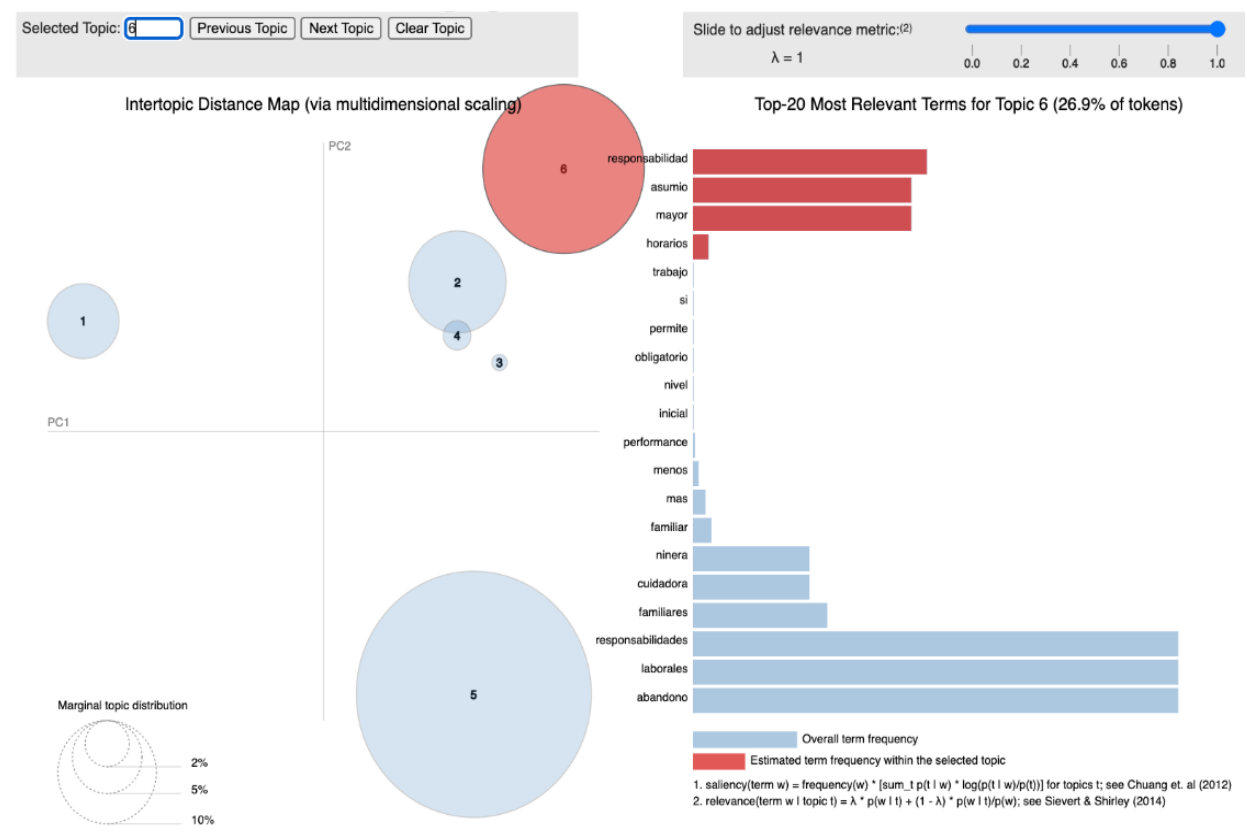 Selected Topic: 6 Previous Topic Next Topic Clear Topic
Slide to adjust relevance metric:(2)
λ = 1
0.0 0.2 0.4 0.6 0.8 1.0
Intertopic Distance Map (via multidimensional scaling)
PC2
PC1
6
2
1
4
3
5
Marginal topic distribution
2%
5%
10%
Top-20 Most Relevant Terms for Topic 6 (26.9% of tokens)
responsabilidad
asumio
mayor
horarios
trabajo
si
permite
obligatorio
nivel
inicial
performance
menos
mas
familiar
ninera
cuidadora
familiares
responsabilidades
laborales
abandono
Overall term frequency
Estimated term frequency within the selected topic
1. saliency(term w) = frequency(w) * [sum_t p(t | w) * log(p(t | w)/p(t))] for topics t; see Chuang et. al (2012)
2. relevance(term w | topic t) = λ * p(w | t) + (1 - λ) * p(w | t)/p(w); see Sievert & Shirley (2014)